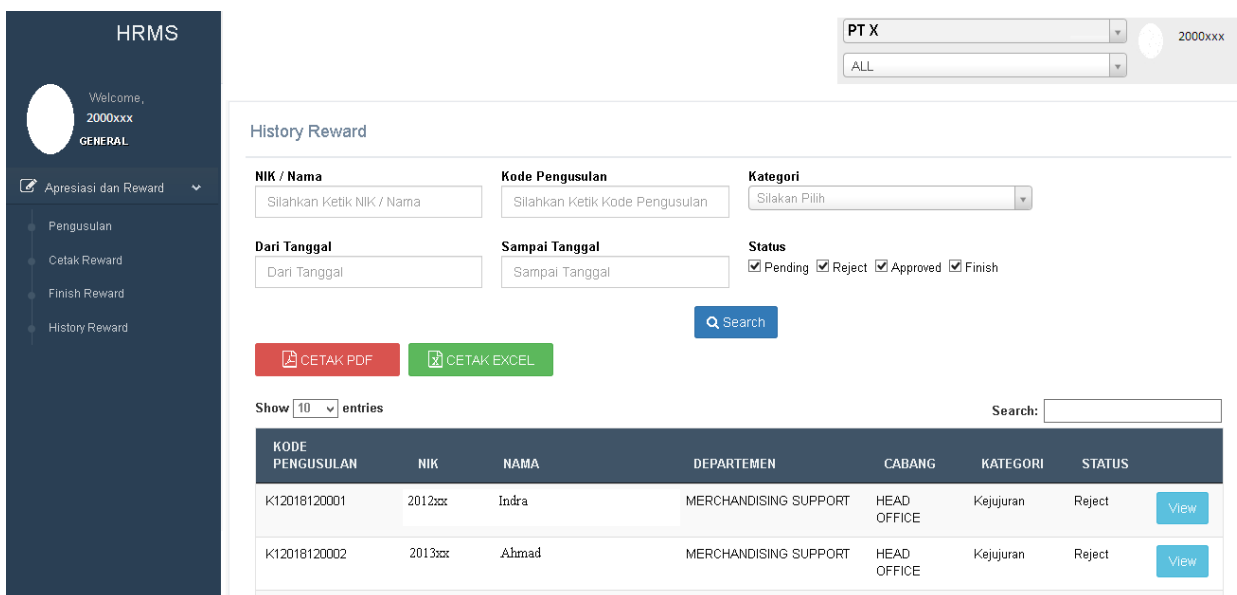 HRMS
PT X
2000xxx
ALL
Welcome,
2000xxx
GENERAL
Apresiasi dan Reward
Pengusulan
Cetak Reward
Finish Reward
History Reward
History Reward
NIK / Nama Kode Pengusulan Kategori
Silahkan Ketik NIK / Nama Silahkan Ketik Kode Pengusulan Silakan Pilih
Dari Tanggal Sampai Tanggal Status
Dari Tanggal Sampai Tanggal Pending Reject Approved Finish
Search
CETAK PDF CETAK EXCEL
Show 10 entries Search:
KODE
PENGUSULAN NIK NAMA DEPARTEMEN CABANG KATEGORI STATUS
K12018120001 2012xx Indra MERCHANDISING SUPPORT HEAD Kejujuran Reject View
OFFICE
K12018120002 2013xx Ahmad MERCHANDISING SUPPORT HEAD Kejujuran Reject View
OFFICE